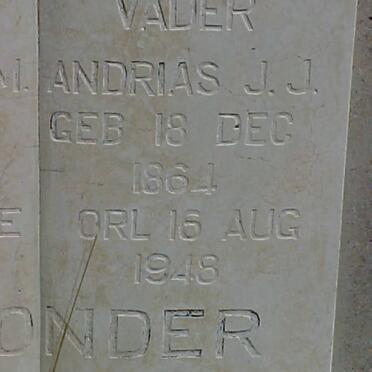 VADER
M. ANDRIAS J. J.
GEB 18 DEC
1864
E ORL 16 AUG
1948
ONDER